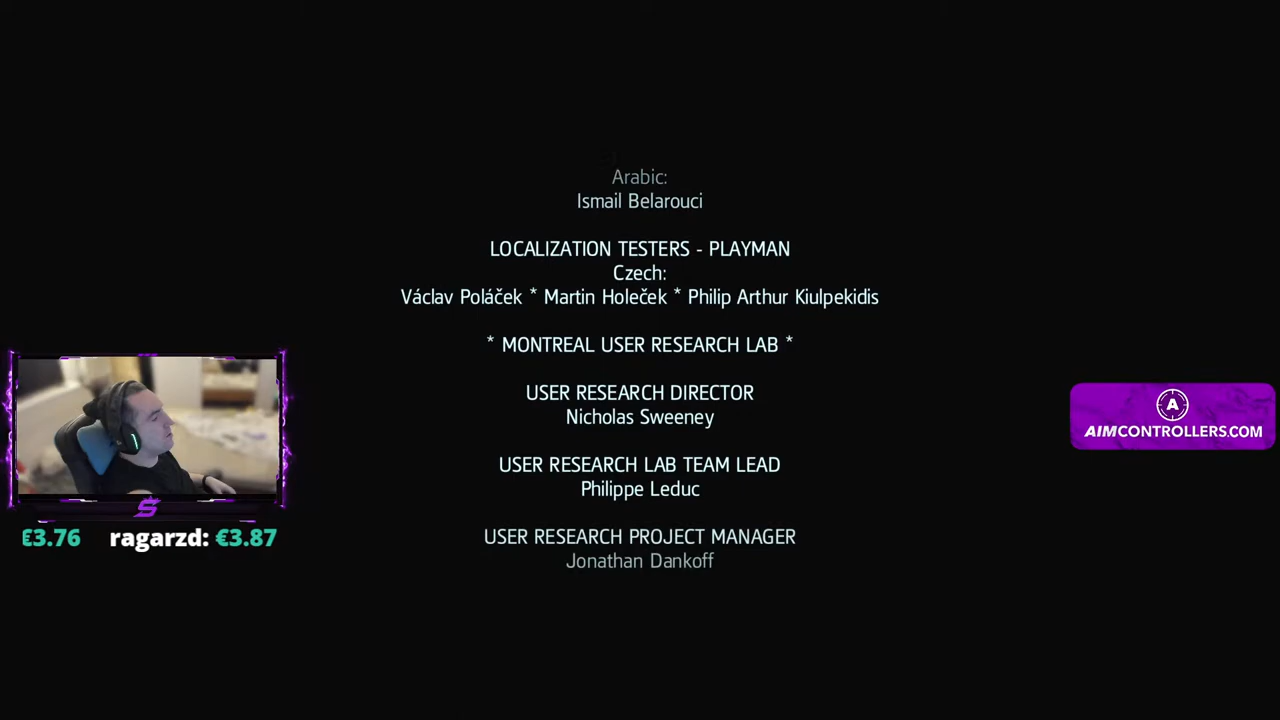 Arabic:
Ismail Belarouci
LOCALIZATION TESTERS - PLAYMAN
Czech:
Václav Poláček * Martin Holeček * Philip Arthur Kiulpekidis
* MONTREAL USER RESEARCH LAB *
USER RESEARCH DIRECTOR
Nicholas Sweeney
USER RESEARCH LAB TEAM LEAD
Philippe Leduc
USER RESEARCH PROJECT MANAGER
Jonathan Dankoff
S
€3.76 ragarzd: €3.87
A
AIMCONTROLLERS.COM